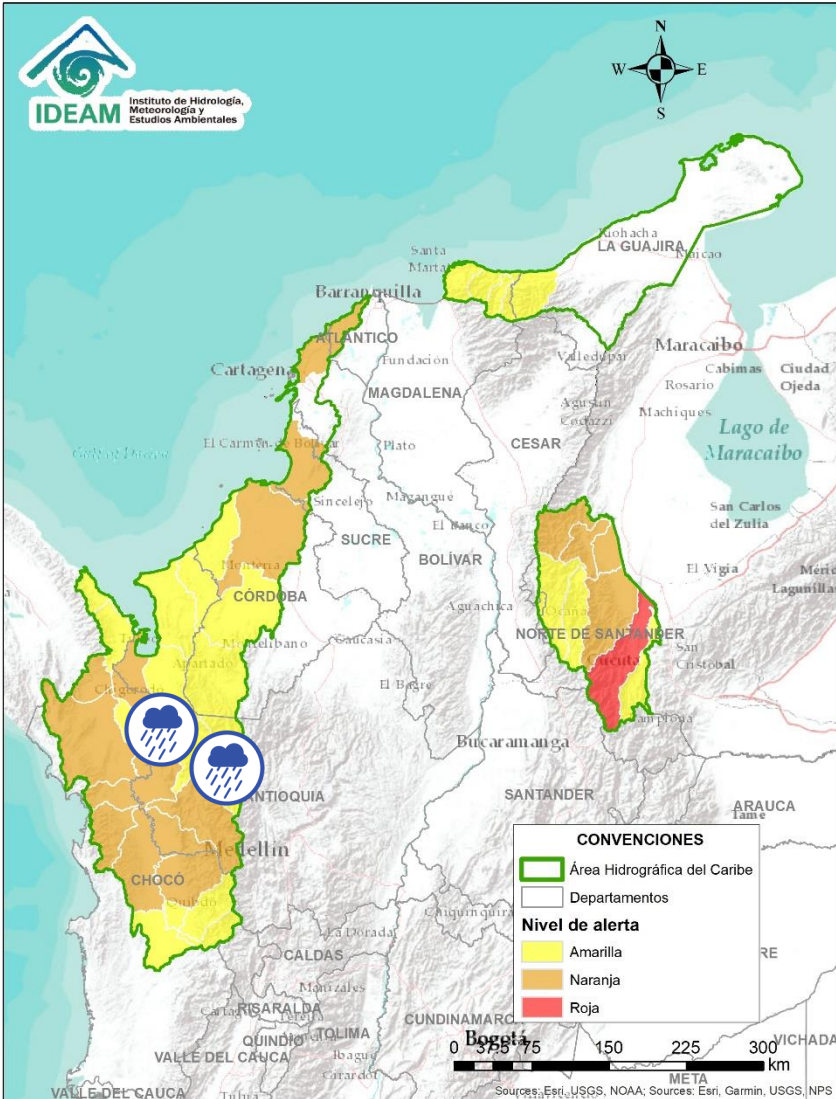 IDEAM
Instituto de Hidrología,
Meteorología y
Estudios Ambientales
N
W
E
S
Riohacha
LA GUAJIRA
Maicao
Santa
Marta
Barranquilla
ATLANTICO
Cartagena
Fundación
Valledupar
Maracaibo
Cabimas
Ciudad
Ojeda
Rosario
MAGDALENA
Machiques
Agustín
Codazzi
Lago de
Maracaibo
El Carmen de Bolívar
Plato
CESAR
Sincelejo
Magangué
San Carlos
del Zulia
El Banco
SUCRE
BOLÍVAR
El Vigía
Lagunillas
Montería
CÓRDOBA
Aguachica
Ocaña
NORTE DE SANTANDER
Cúcuta
San
Cristóbal
Montelíbano
Caucasia
Apartadó
El Bagre
Chigorodó
Pamplona
Bucaramanga
ANTIOQUIA
SANTANDER
ARAUCA
Tame
Medellín
CHOCÓ
Quibdó
CONVENCIONES
Área Hidrográfica del Caribe
Departamentos
Nivel de alerta
Amarilla
Naranja
Roja
Chiquinquirá
La Dorada
CALDAS
Manizales
RISARALDA
Pereira
QUINDÍO
TOLIMA
CUNDINAMARC
Bogotá
VALLE DEL CAUCA
Ibagué
Girardot
META
VICHADA
VALLE DEL CAUCA
Tuluá
0 37,5 75 150 225 300
km
Sources: Esri, USGS, NOAA; Sources: Esri, Garmin, USGS, NPS